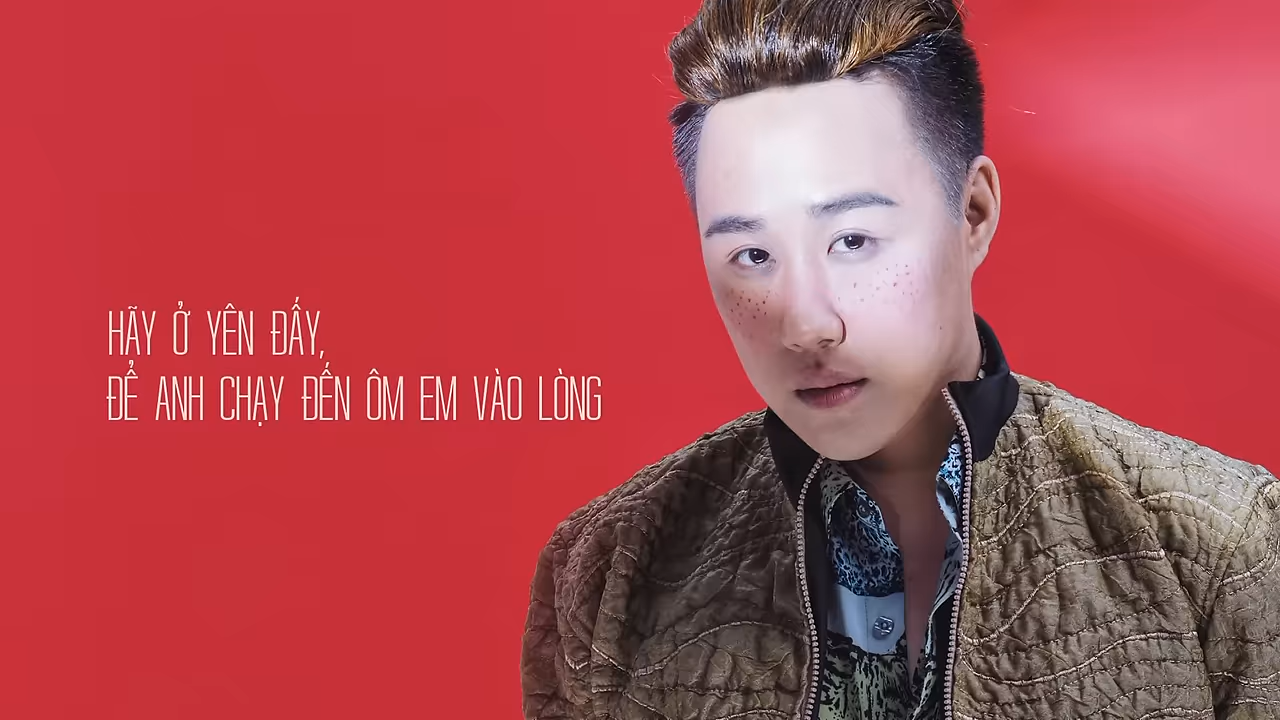 HÃY Ở YÊN ĐẤY,
ĐỂ ANH CHẠY ĐẾN ÔM EM VÀO LÒNG